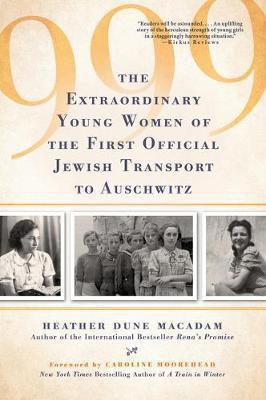 999
"Readers will be astounded. . . . An uplifting
story of the herculean strength of young girls
in a staggeringly harrowing situation."
—Kirkus Reviews
THE
EXTRAORDINARY
YOUNG WOMEN OF
THE FIRST OFFICIAL
JEWISH TRANSPORT
TO AUSCHWITZ
HEATHER DUNE MACADAM
Author of the International Bestseller Rena's Promise
Foreword by CAROLINE MOOREHEAD
New York Times Bestselling Author of A Train in Winter